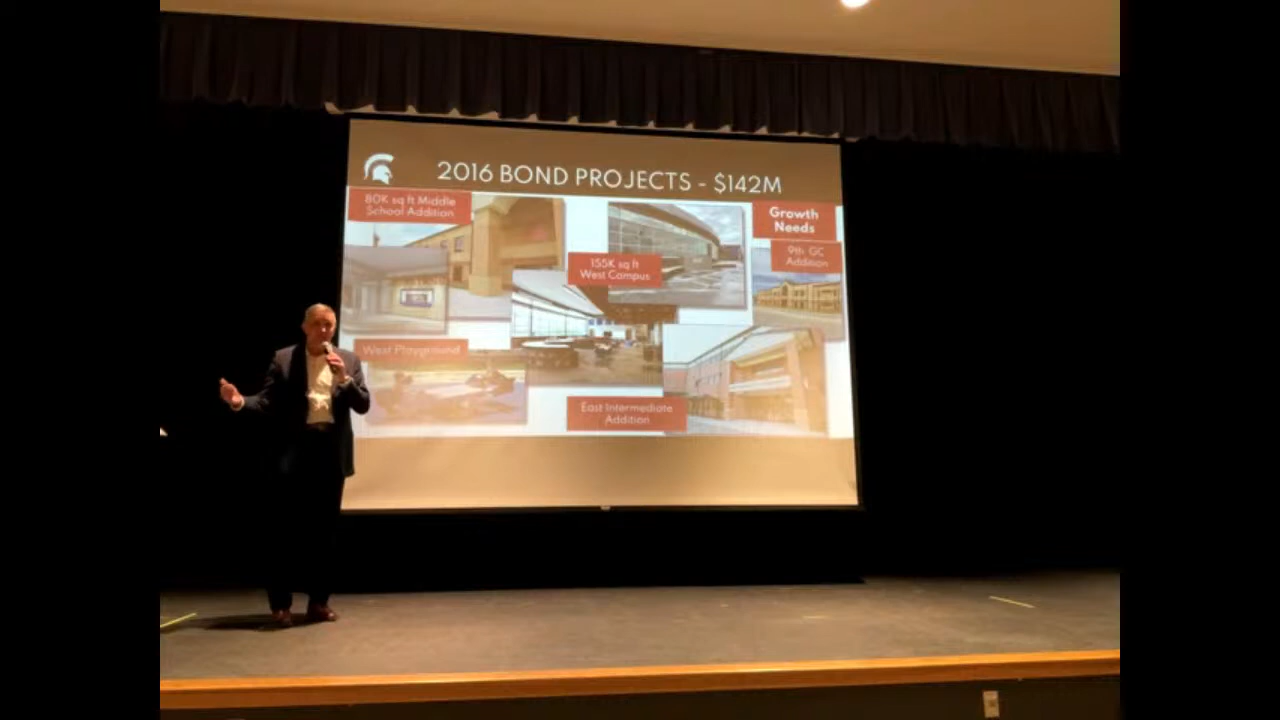 2016 BOND PROJECTS - $142M
80K sq ft Middle
School Addition
Growth
Needs
9th GC
Addition
155K sq ft
West Campus
West Playground
East Intermediate
Addition